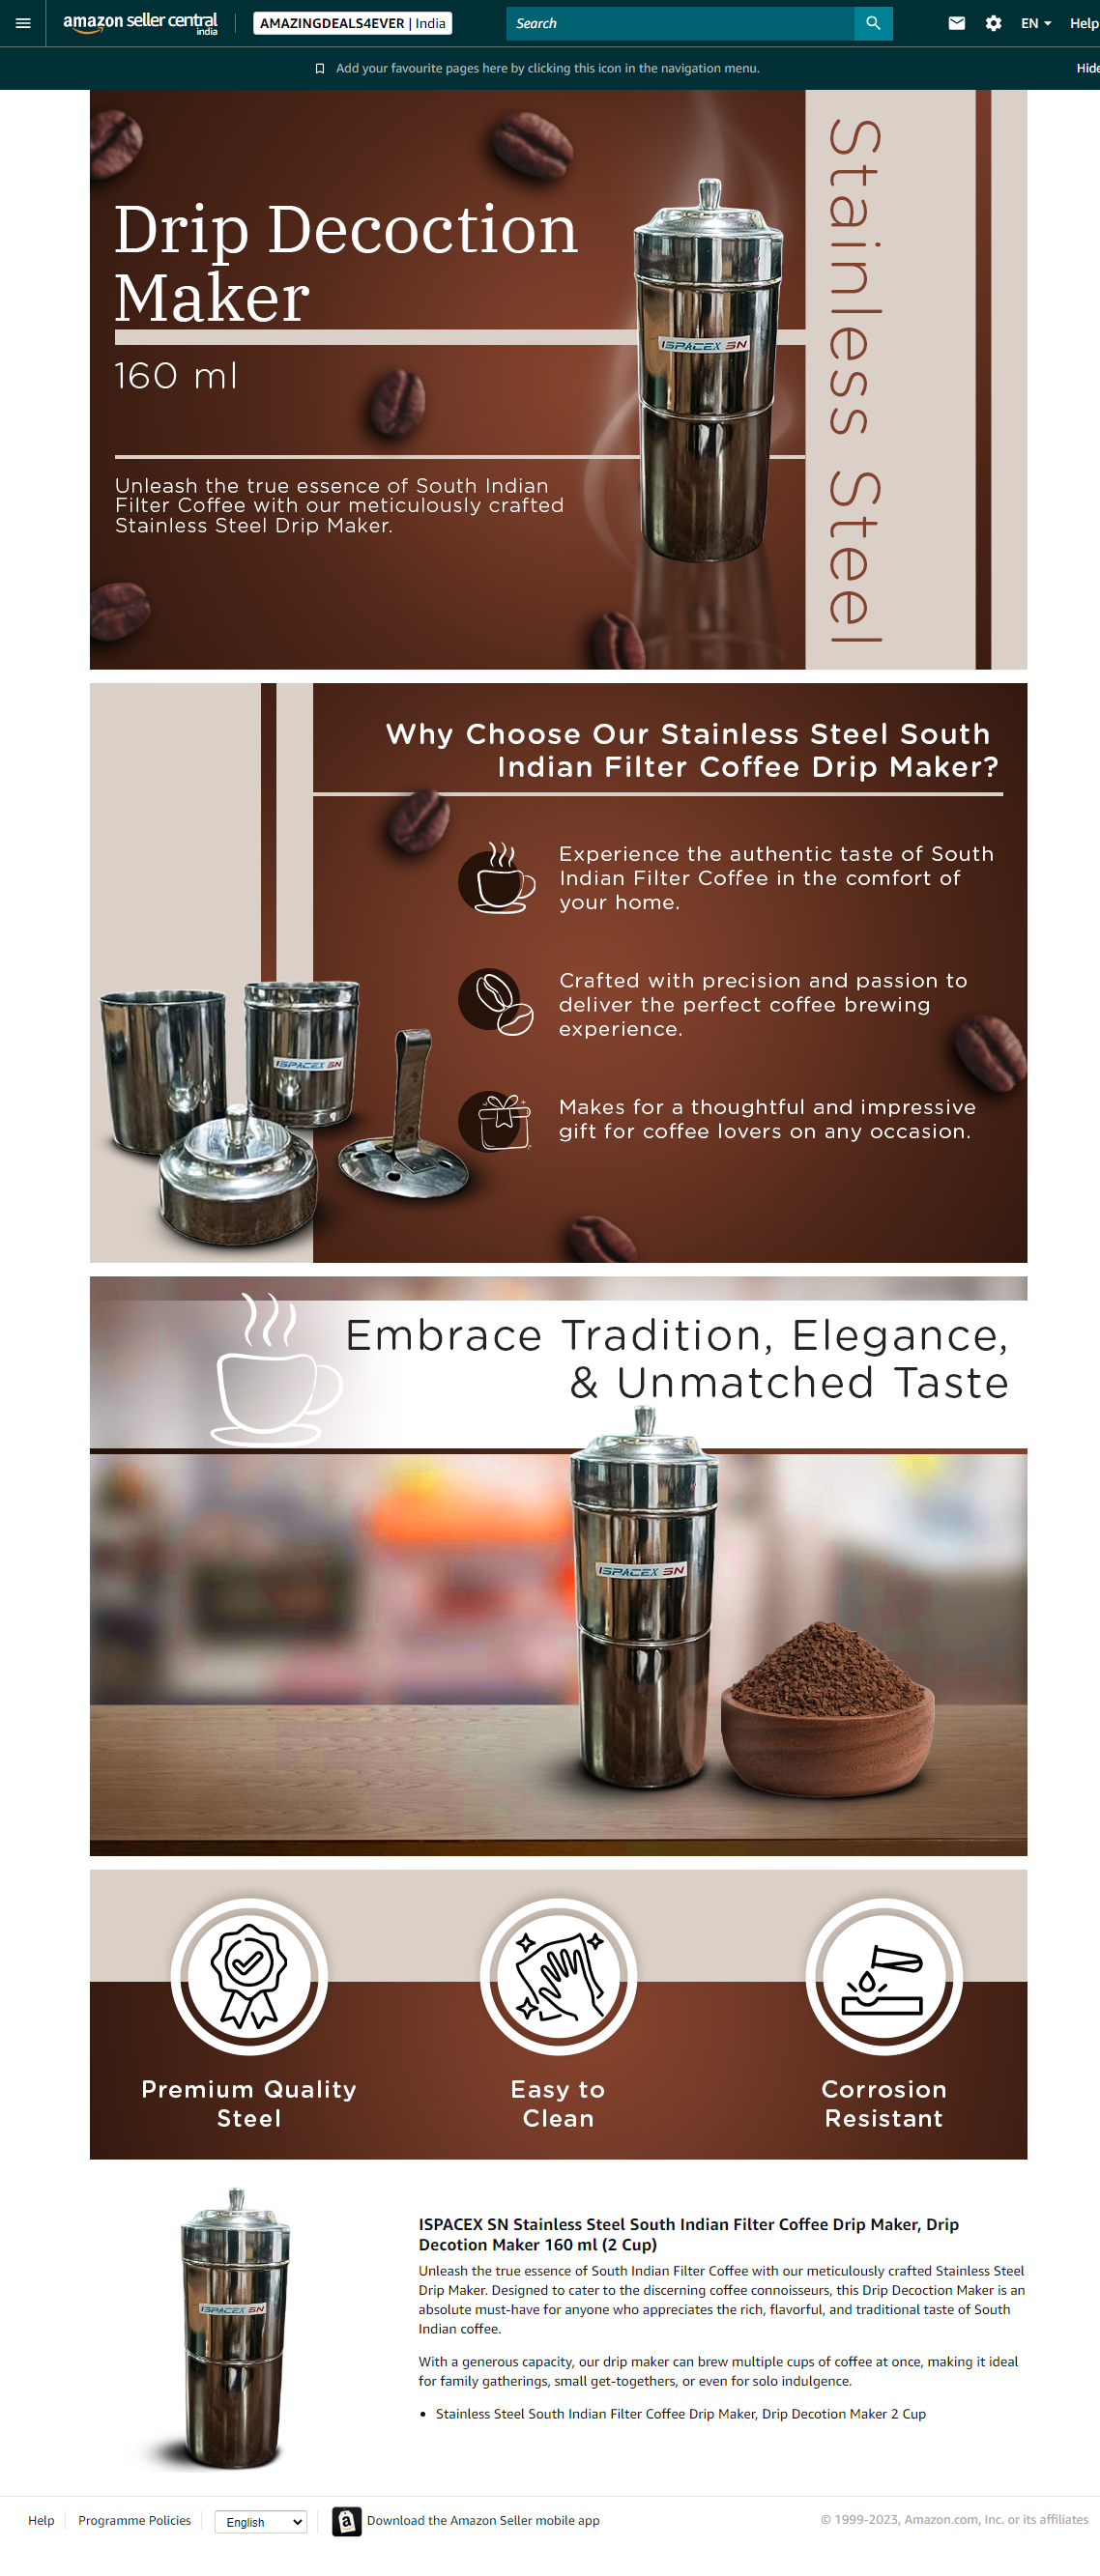 amazon seller central
india
AMAZINGDEALS4EVER | India
Search
EN
Help
Add your favourite pages here by clicking this icon in the navigation menu.
Hide
Drip Decoction
Maker
160 ml
Unleash the true essence of South Indian
Filter Coffee with our meticulously crafted
Stainless Steel Drip Maker.
ISPACEX SN
Stainless Steel
Why Choose Our Stainless Steel South
Indian Filter Coffee Drip Maker?
Experience the authentic taste of South
Indian Filter Coffee in the comfort of
your home.
Crafted with precision and passion to
deliver the perfect coffee brewing
experience.
ISPACEX SN
Makes for a thoughtful and impressive
gift for coffee lovers on any occasion.
Embrace Tradition, Elegance,
& Unmatched Taste
ISPACEX SN
Premium Quality
Steel
Easy to
Clean
Corrosion
Resistant
ISPACEX SN
ISPACEX SN Stainless Steel South Indian Filter Coffee Drip Maker, Drip
Decotion Maker 160 ml (2 Cup)
Unleash the true essence of South Indian Filter Coffee with our meticulously crafted Stainless Steel
Drip Maker. Designed to cater to the discerning coffee connoisseurs, this Drip Decoction Maker is an
absolute must-have for anyone who appreciates the rich, flavorful, and traditional taste of South
Indian coffee.
With a generous capacity, our drip maker can brew multiple cups of coffee at once, making it ideal
for family gatherings, small get-togethers, or even for solo indulgence.
• Stainless Steel South Indian Filter Coffee Drip Maker, Drip Decotion Maker 2 Cup
Help
Programme Policies
English
Download the Amazon Seller mobile app
© 1999-2023, Amazon.com, Inc. or its affiliates